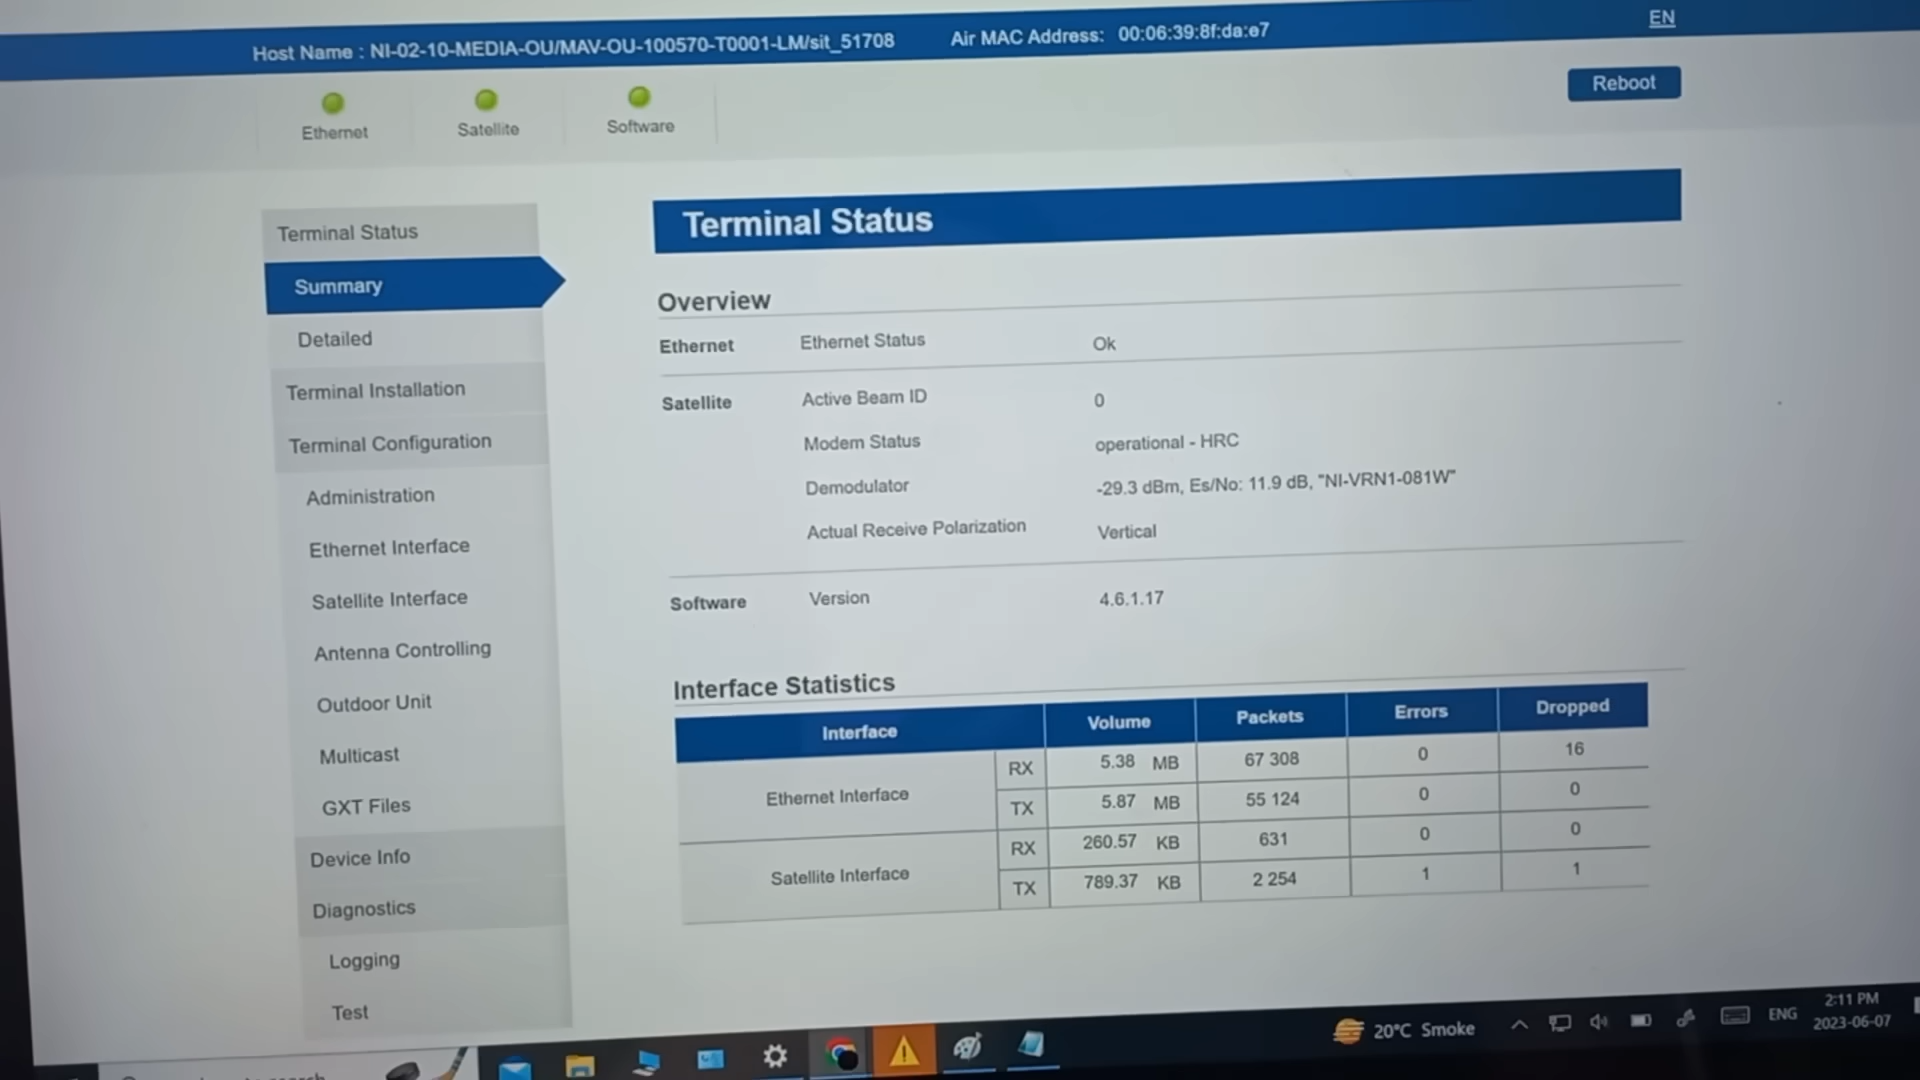 Host Name : NI-02-10-MEDIA-OU/MAV-OU-100570-T0001-LM/sit_51708 Air MAC Address: 00:06:39:8f:da:e7 EN
Ethernet Satellite Software Reboot
Terminal Status
Summary
Detailed
Terminal Installation
Terminal Configuration
Administration
Ethernet Interface
Satellite Interface
Antenna Controlling
Outdoor Unit
Multicast
GXT Files
Device Info
Diagnostics
Logging
Test
Terminal Status
Overview
Ethernet Ethernet Status Ok
Satellite Active Beam ID 0
Modem Status operational - HRC
Demodulator -29.3 dBm, Es/No: 11.9 dB, "NI-VRN1-081W"
Actual Receive Polarization Vertical
Software Version 4.6.1.17
Interface Statistics
Interface Volume Packets Errors Dropped
Ethernet Interface RX 5.38 MB 67 308 0 16
TX 5.87 MB 55 124 0 0
Satellite Interface RX 260.57 KB 631 0 0
TX 789.37 KB 2 254 1 1
20°C Smoke ENG 2:11 PM
2023-06-07